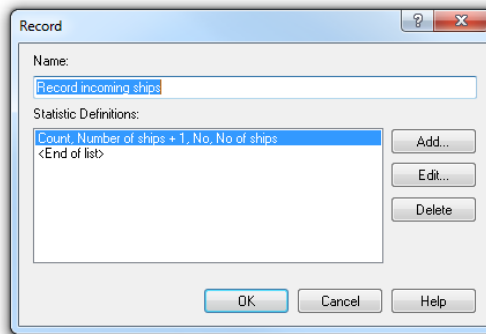 Record
Name:
Record incoming ships
Statistic Definitions:
Count, Number of ships + 1, No, No of ships
<End of list>
Add...
Edit...
Delete
OK
Cancel
Help